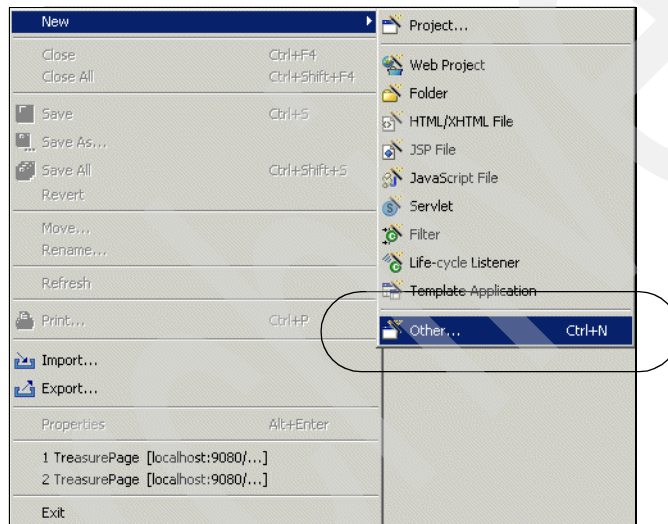 New
Close Ctrl+F4
Close All Ctrl+Shift+F4
Save Ctrl+S
Save As...
Save All Ctrl+Shift+S
Revert
Move...
Rename...
Refresh
Print... Ctrl+P
Import...
Export...
Properties Alt+Enter
1 TreasurePage [localhost:9080/...]
2 TreasurePage [localhost:9080/...]
Exit
Project...
Web Project
Folder
HTML/XHTML File
JSP File
JavaScript File
Servlet
Filter
Life-cycle Listener
Template Application
Other... Ctrl+N